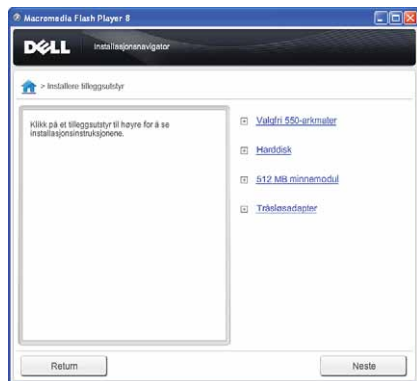 Macromedia Flash Player 8
DELL Installasjonsnavigator
> Installere tilleggsutstyr
Klikk på et tilleggsutstyr til høyre for å se
installasjonsinstruksjonene.
Valgfri 550-arkmater
Harddisk
512 MB minnemodul
Trådløsadapter
Return
Neste